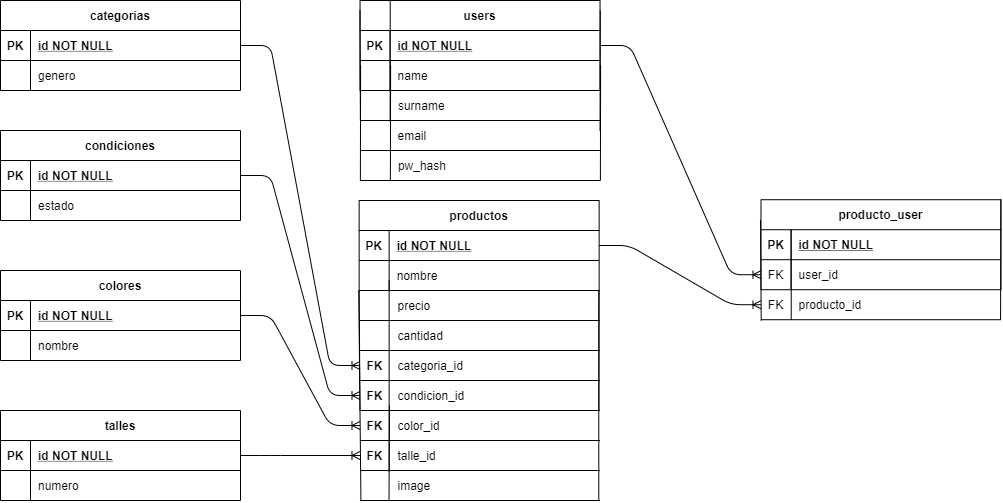 categorias
PK id NOT NULL
genero
condiciones
PK id NOT NULL
estado
colores
PK id NOT NULL
nombre
talles
PK id NOT NULL
numero
users
PK id NOT NULL
name
surname
email
pw_hash
productos
PK id NOT NULL
nombre
precio
cantidad
FK categoria_id
FK condicion_id
FK color_id
FK talle_id
image
producto_user
PK id NOT NULL
FK user_id
FK producto_id